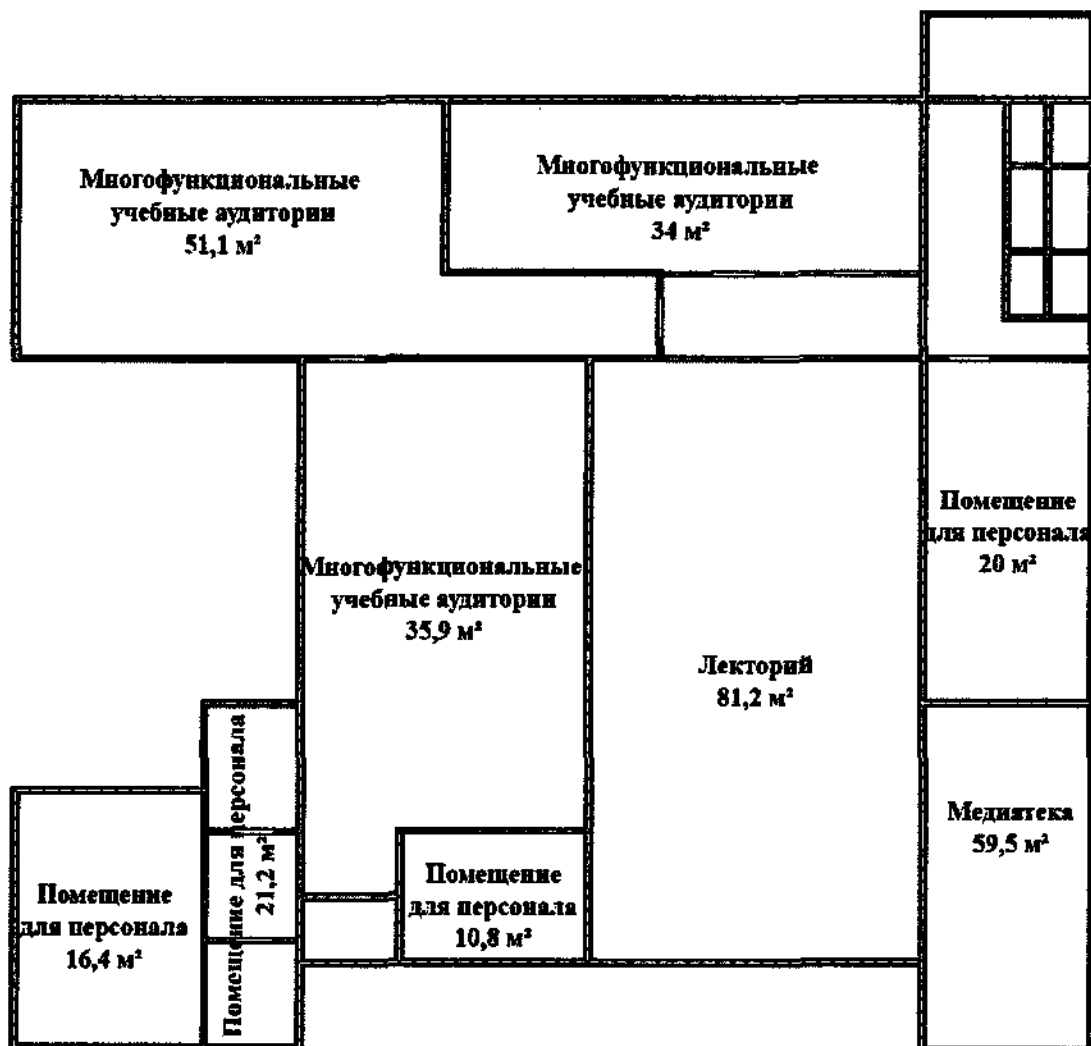 Многофункциональные
учебные аудитории
51,1 м²
Многофункциональные
учебные аудитории
34 м²
Помещение
для персонала
20 м²
Многофункциональные
учебные аудитории
35,9 м²
Лекторий
81,2 м²
Помещение для персонала
21,2 м²
Медиятека
59,5 м²
Помещение
для персонала
10,8 м²
Помещение
для персонала
16,4 м²